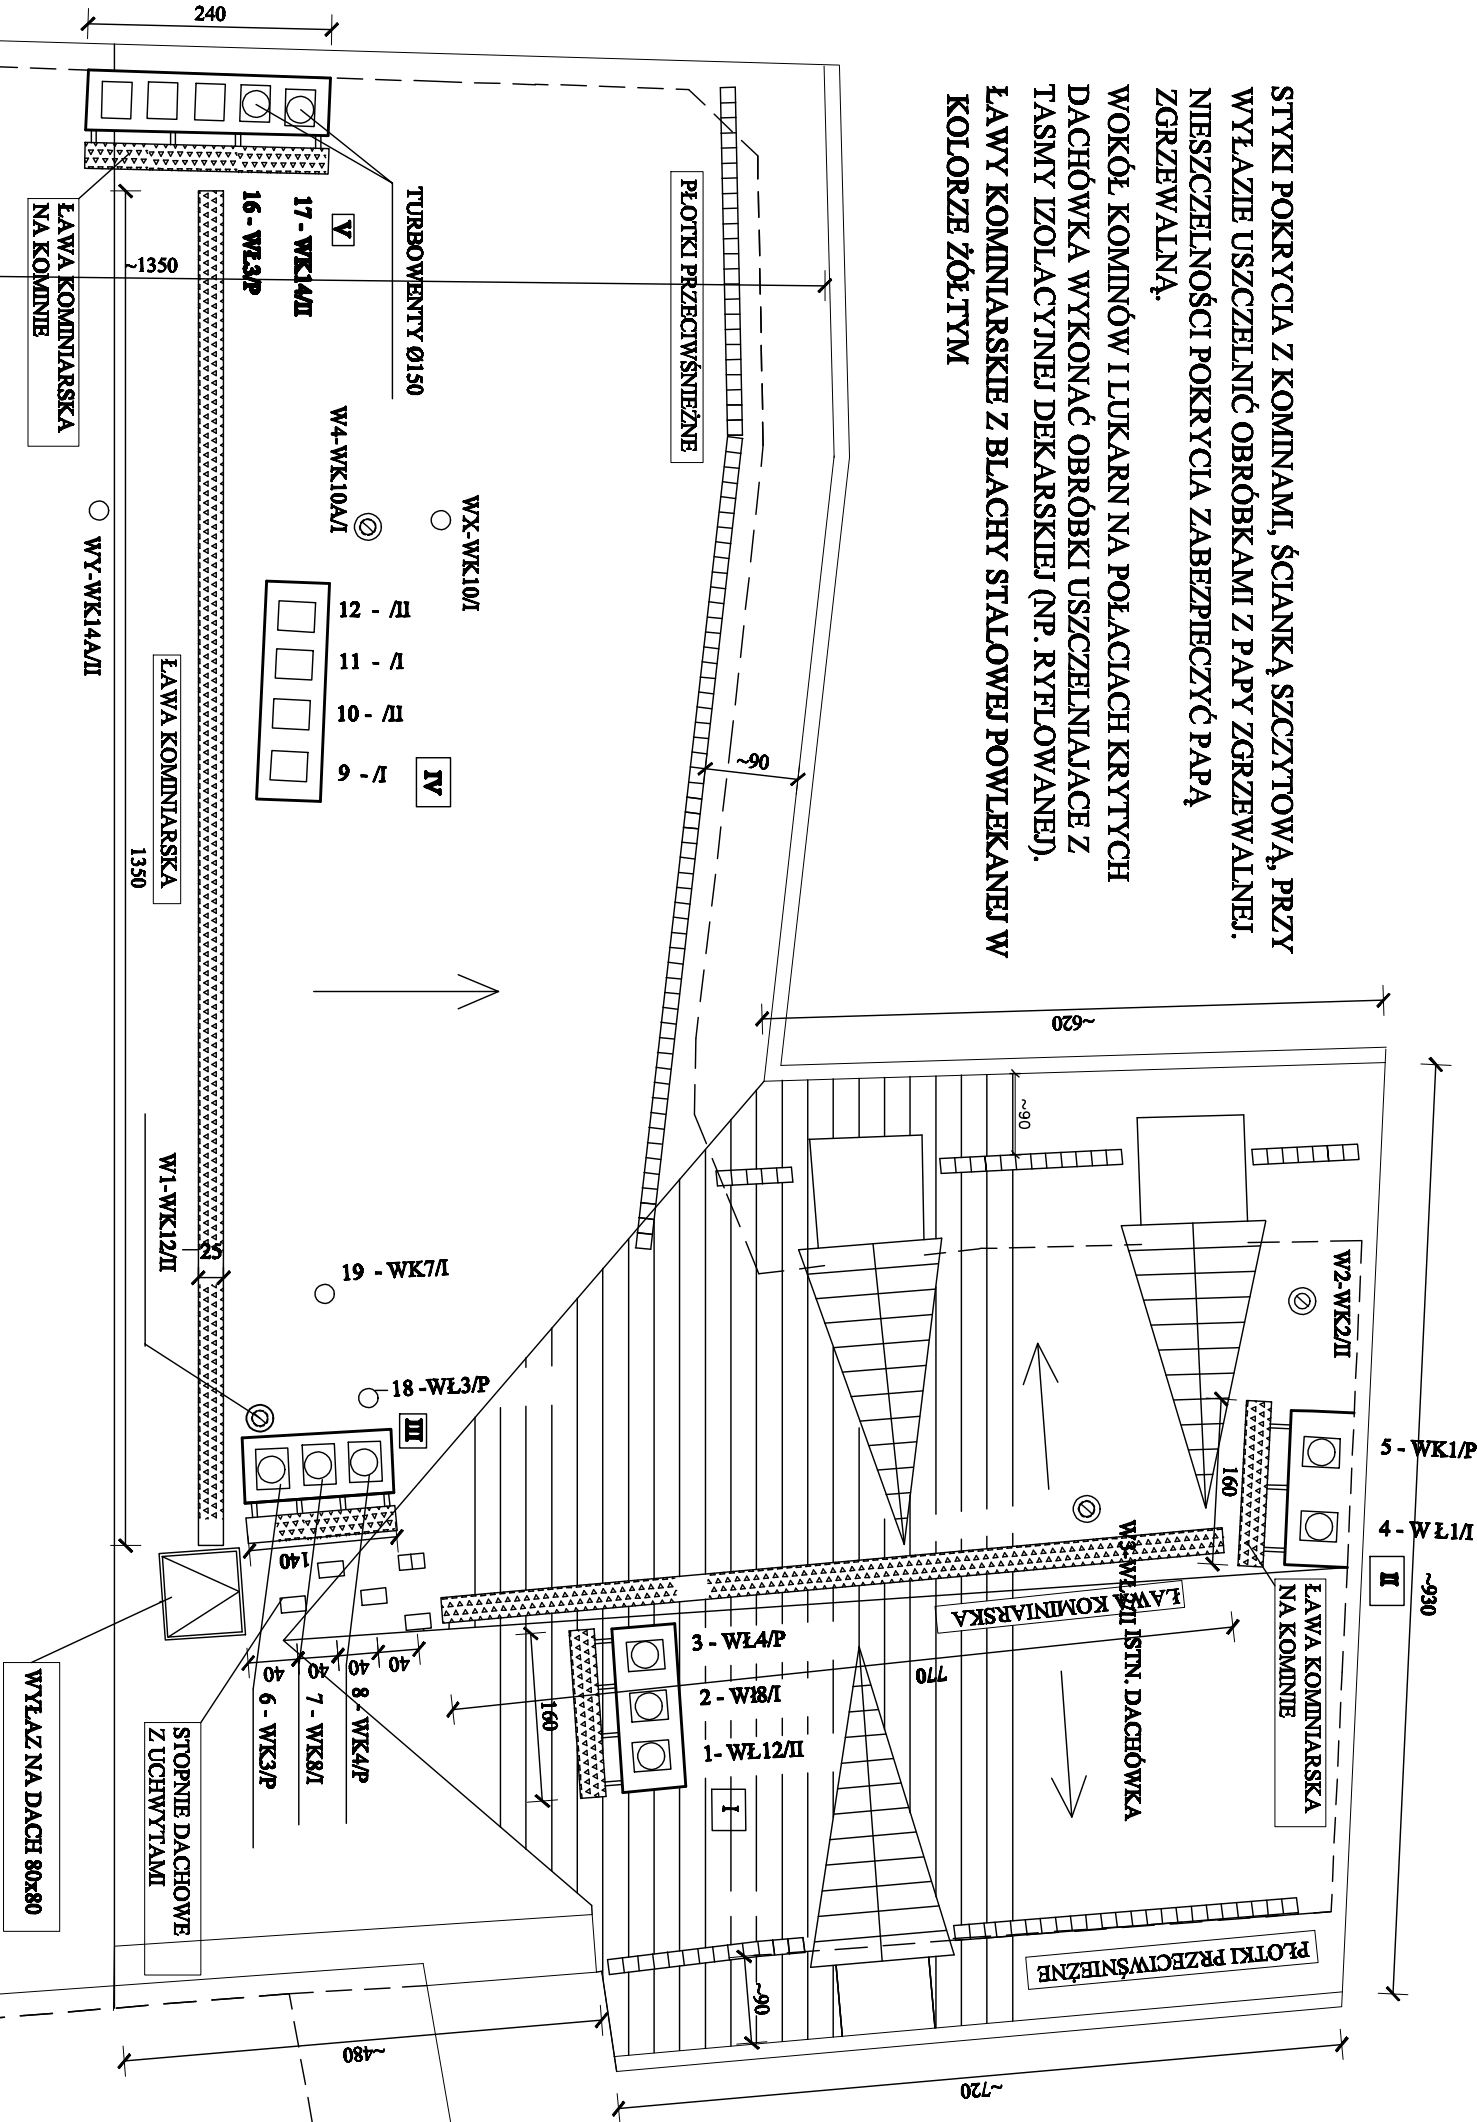 STYKI POKRYCIA Z KOMINAMI, ŚCIANKĄ SZCZYTOWĄ, PRZY
WYŁAZIE USZCZELNIĆ OBRÓBKAMI Z PAPY ZGRZEWALNEJ.
NIESZCZELNOŚCI POKRYCIA ZABEZPIECZYĆ PAPĄ
ZGRZEWALNĄ.
WOKÓŁ KOMINÓW I LUKARN NA POŁACIACH KRYTYCH
DACHÓWKA WYKONAĆ OBRÓBKI USZCZELNIAJACE Z
TASMY IZOLACYJNEJ DEKARSKIEJ (NP. RYFLOWANEJ).
ŁAWY KOMINIARSKIE Z BLACHY STALOWEJ POWLEKANEJ W
KOLORZE ŻÓŁTYM
240
TURBOWENTY Ø150
V
17 - WK14/II
16 - WŁ3/P
ŁAWA KOMINIARSKA
NA KOMINIE
~1350
PŁOTKI PRZECIWŚNIEŻNE
WX-WK10/I
W4-WK10A/I
WY-WK14A/II
12 - /II
11 - /I
10 - /II
9 - /I
IV
ŁAWA KOMINIARSKA
1350
~90
~620
~90
W1-WK12/II
25
19 - WK7/I
18 -WŁ3/P
III
140
40
40
40
40
8 - WK4/P
7 - WK8/I
6 - WK3/P
STOPNIE DACHOWE
Z UCHWYTAMI
WYŁAZ NA DACH 80x80
W2-WK2/II
5 - WK1/P
4 - W Ł1/I
II
~930
160
ŁAWA KOMINIARSKA
NA KOMINIE
ISTN. DACHÓWKA
ŁAWA KOMINIARSKA
770
3 - WŁ4/P
2 - WŁ8/I
1- WŁ12/II
I
160
PŁOTKI PRZECIWŚNIEŻNE
~90
~480
~720